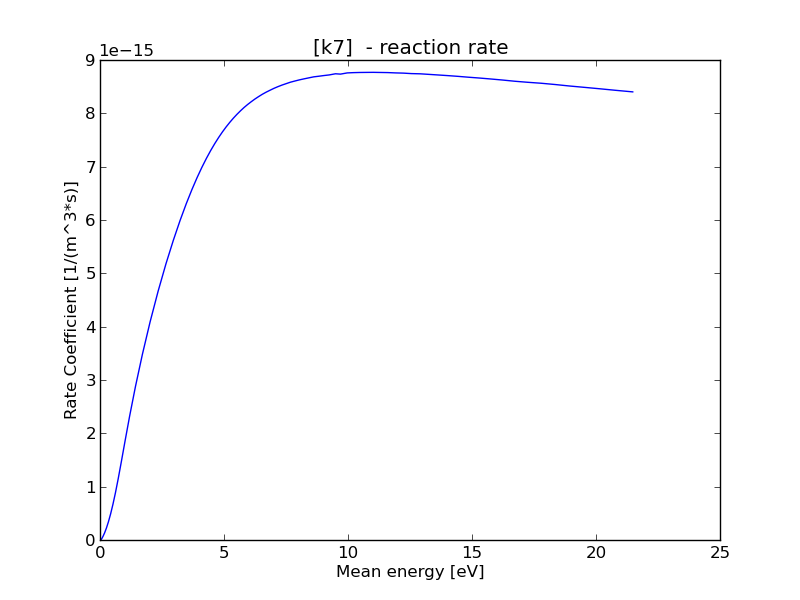 [k7]  - reaction rate
1e−15
9
8
7
6
5
4
3
2
1
0
Rate Coefficient [1/(m^3*s)]
0 5 10 15 20 25
Mean energy [eV]